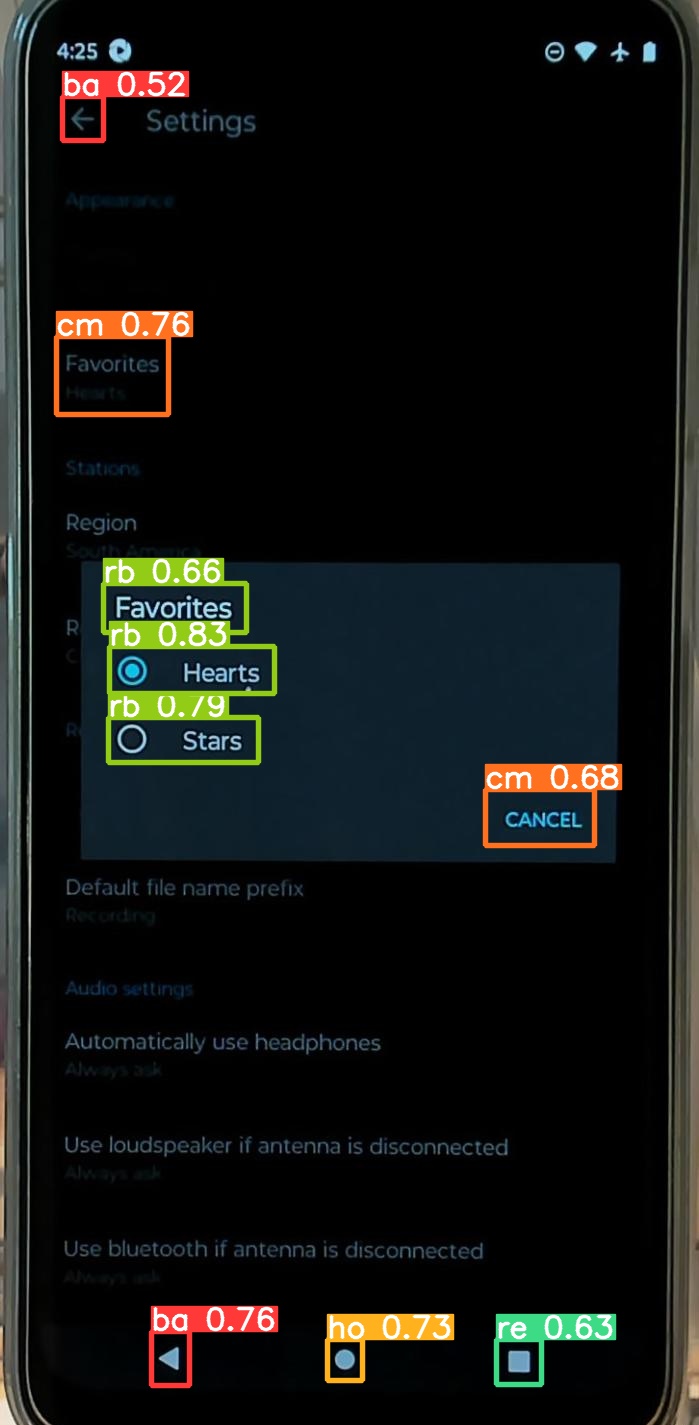 4:25
ba 0.52
Settings
Appearance
cm 0.76
Favorites
Hearts
Stations
Region
South America
rb 0.66
Favorites
rb 0.83
Hearts
rb 0.79
Stars
cm 0.68
CANCEL
Default file name prefix
Recording
Audio settings
Automatically use headphones
Always ask
Use loudspeaker if antenna is disconnected
Always ask
Use bluetooth if antenna is disconnected
Always ask
ba 0.76
ho 0.73
re 0.63